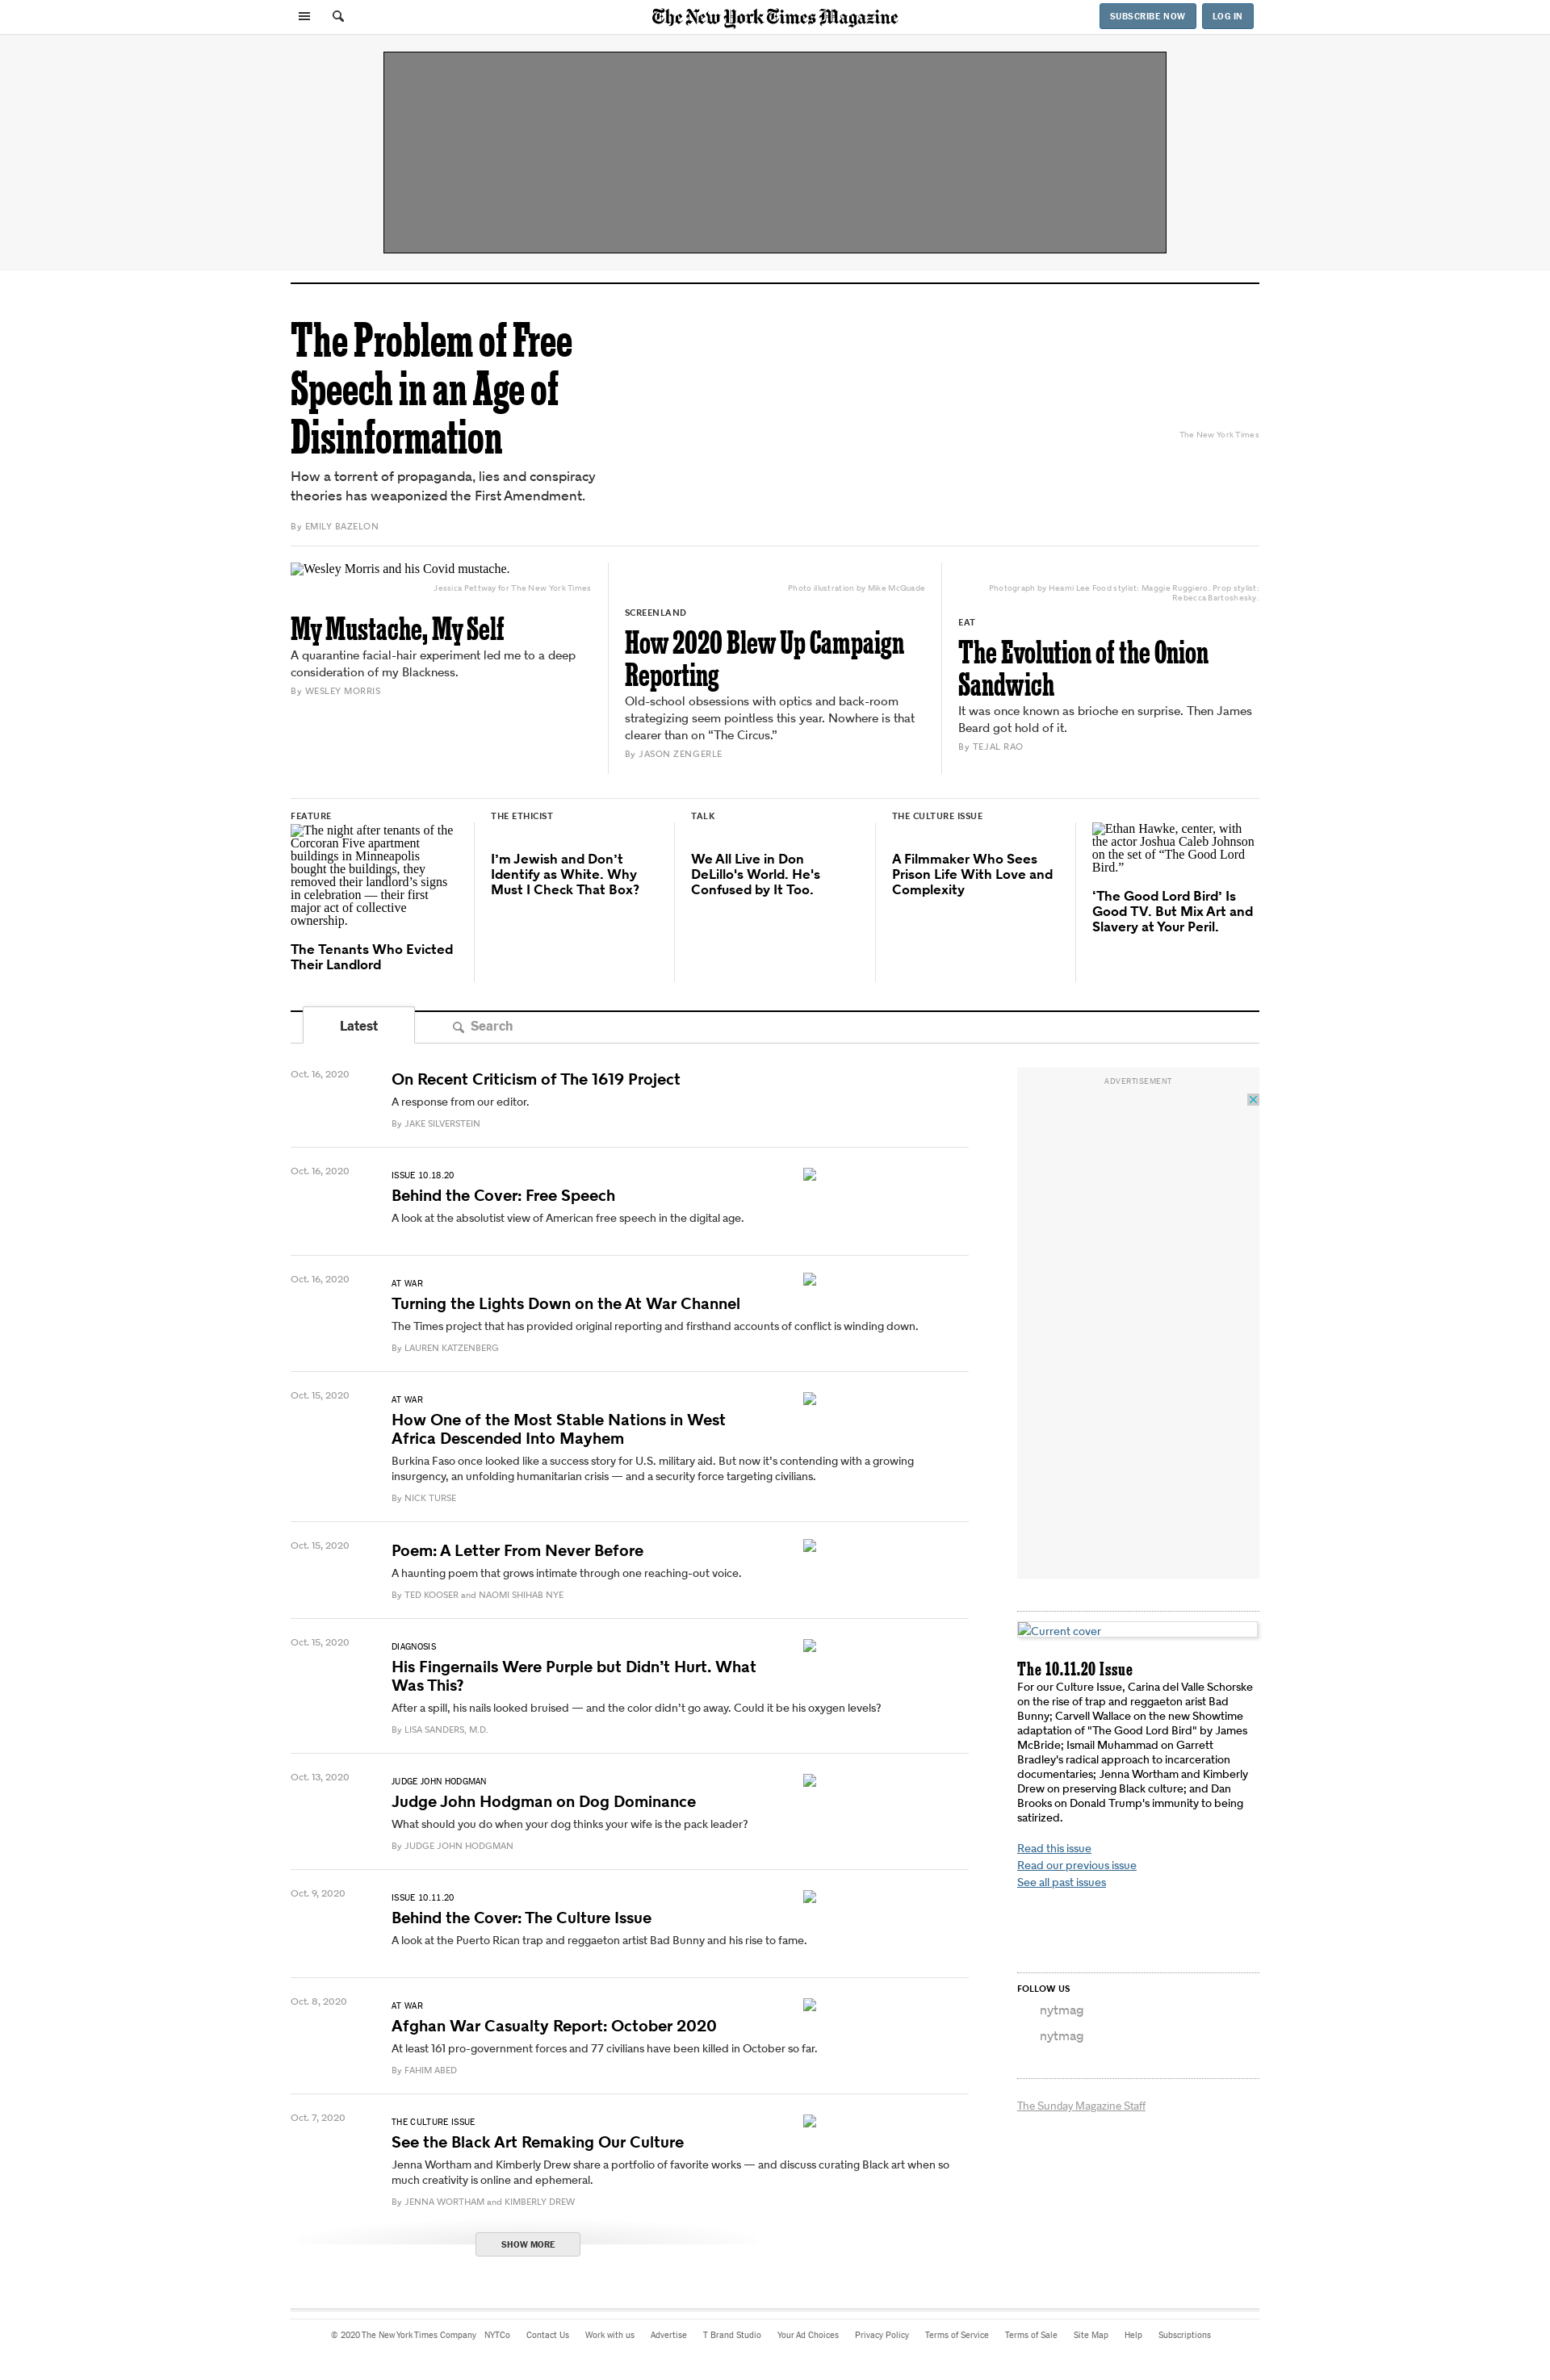 The New York Times Magazine
SUBSCRIBE NOW
LOG IN
The Problem of Free
Speech in an Age of
Disinformation
The New York Times
How a torrent of propaganda, lies and conspiracy
theories has weaponized the First Amendment.
By EMILY BAZELON
Wesley Morris and his Covid mustache.
Jessica Pettway for The New York Times
My Mustache, My Self
A quarantine facial-hair experiment led me to a deep
consideration of my Blackness.
By WESLEY MORRIS
Photo illustration by Mike McQuade
SCREENLAND
How 2020 Blew Up Campaign
Reporting
Old-school obsessions with optics and back-room
strategizing seem pointless this year. Nowhere is that
clearer than on “The Circus.”
By JASON ZENGERLE
Photograph by Heami Lee Food stylist: Maggie Ruggiero. Prop stylist:
Rebecca Bartoshesky.
EAT
The Evolution of the Onion
Sandwich
It was once known as brioche en surprise. Then James
Beard got hold of it.
By TEJAL RAO
FEATURE
The night after tenants of the
Corcoran Five apartment
buildings in Minneapolis
bought the buildings, they
removed their landlord’s signs
in celebration — their first
major act of collective
ownership.
The Tenants Who Evicted
Their Landlord
THE ETHICIST
I’m Jewish and Don’t
Identify as White. Why
Must I Check That Box?
TALK
We All Live in Don
DeLillo's World. He's
Confused by It Too.
THE CULTURE ISSUE
A Filmmaker Who Sees
Prison Life With Love and
Complexity
Ethan Hawke, center, with
the actor Joshua Caleb Johnson
on the set of “The Good Lord
Bird.”
‘The Good Lord Bird’ Is
Good TV. But Mix Art and
Slavery at Your Peril.
Latest
Search
Oct. 16, 2020
On Recent Criticism of The 1619 Project
A response from our editor.
By JAKE SILVERSTEIN
Oct. 16, 2020
ISSUE 10.18.20
Behind the Cover: Free Speech
A look at the absolutist view of American free speech in the digital age.
Oct. 16, 2020
AT WAR
Turning the Lights Down on the At War Channel
The Times project that has provided original reporting and firsthand accounts of conflict is winding down.
By LAUREN KATZENBERG
Oct. 15, 2020
AT WAR
How One of the Most Stable Nations in West
Africa Descended Into Mayhem
Burkina Faso once looked like a success story for U.S. military aid. But now it’s contending with a growing
insurgency, an unfolding humanitarian crisis — and a security force targeting civilians.
By NICK TURSE
Oct. 15, 2020
Poem: A Letter From Never Before
A haunting poem that grows intimate through one reaching-out voice.
By TED KOOSER and NAOMI SHIHAB NYE
Oct. 15, 2020
DIAGNOSIS
His Fingernails Were Purple but Didn’t Hurt. What
Was This?
After a spill, his nails looked bruised — and the color didn’t go away. Could it be his oxygen levels?
By LISA SANDERS, M.D.
Oct. 13, 2020
JUDGE JOHN HODGMAN
Judge John Hodgman on Dog Dominance
What should you do when your dog thinks your wife is the pack leader?
By JUDGE JOHN HODGMAN
Oct. 9, 2020
ISSUE 10.11.20
Behind the Cover: The Culture Issue
A look at the Puerto Rican trap and reggaeton artist Bad Bunny and his rise to fame.
Oct. 8, 2020
AT WAR
Afghan War Casualty Report: October 2020
At least 161 pro-government forces and 77 civilians have been killed in October so far.
By FAHIM ABED
Oct. 7, 2020
THE CULTURE ISSUE
See the Black Art Remaking Our Culture
Jenna Wortham and Kimberly Drew share a portfolio of favorite works — and discuss curating Black art when so
much creativity is online and ephemeral.
By JENNA WORTHAM and KIMBERLY DREW
SHOW MORE
ADVERTISEMENT
Current cover
The 10.11.20 Issue
For our Culture Issue, Carina del Valle Schorske
on the rise of trap and reggaeton arist Bad
Bunny; Carvell Wallace on the new Showtime
adaptation of "The Good Lord Bird" by James
McBride; Ismail Muhammad on Garrett
Bradley's radical approach to incarceration
documentaries; Jenna Wortham and Kimberly
Drew on preserving Black culture; and Dan
Brooks on Donald Trump's immunity to being
satirized.
Read this issue
Read our previous issue
See all past issues
FOLLOW US
nytmag
nytmag
The Sunday Magazine Staff
© 2020 The New York Times Company NYTCo Contact Us Work with us Advertise T Brand Studio Your Ad Choices Privacy Policy Terms of Service Terms of Sale Site Map Help Subscriptions